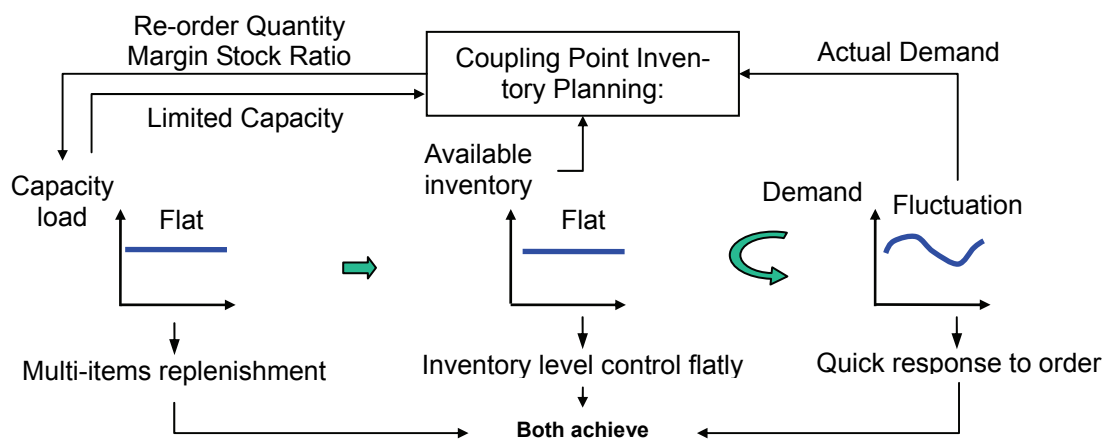 Re-order Quantity
Margin Stock Ratio
Coupling Point Inven-
tory Planning:
Actual Demand
Limited Capacity
Available
inventory
Capacity
load
Flat
Flat
Demand
Fluctuation
Multi-items replenishment
Inventory level control flatly
Quick response to order
Both achieve